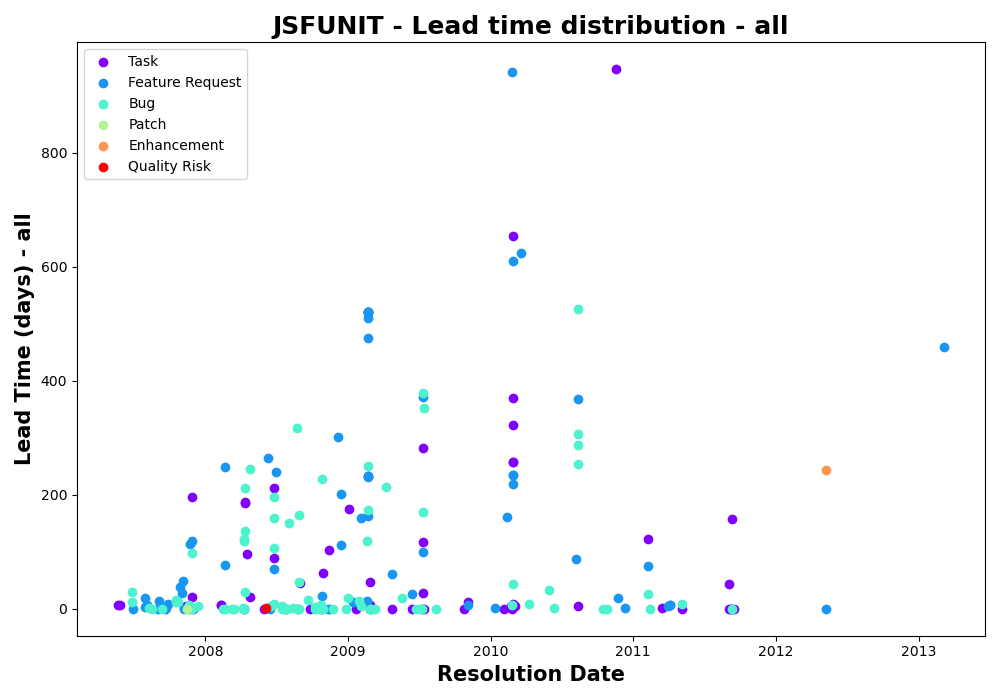 JSFUNIT - Lead time distribution - all
Task
Feature Request
Bug
Patch
Enhancement
Quality Risk
Lead Time (days) - all
800
600
400
200
0
2008 2009 2010 2011 2012 2013
Resolution Date